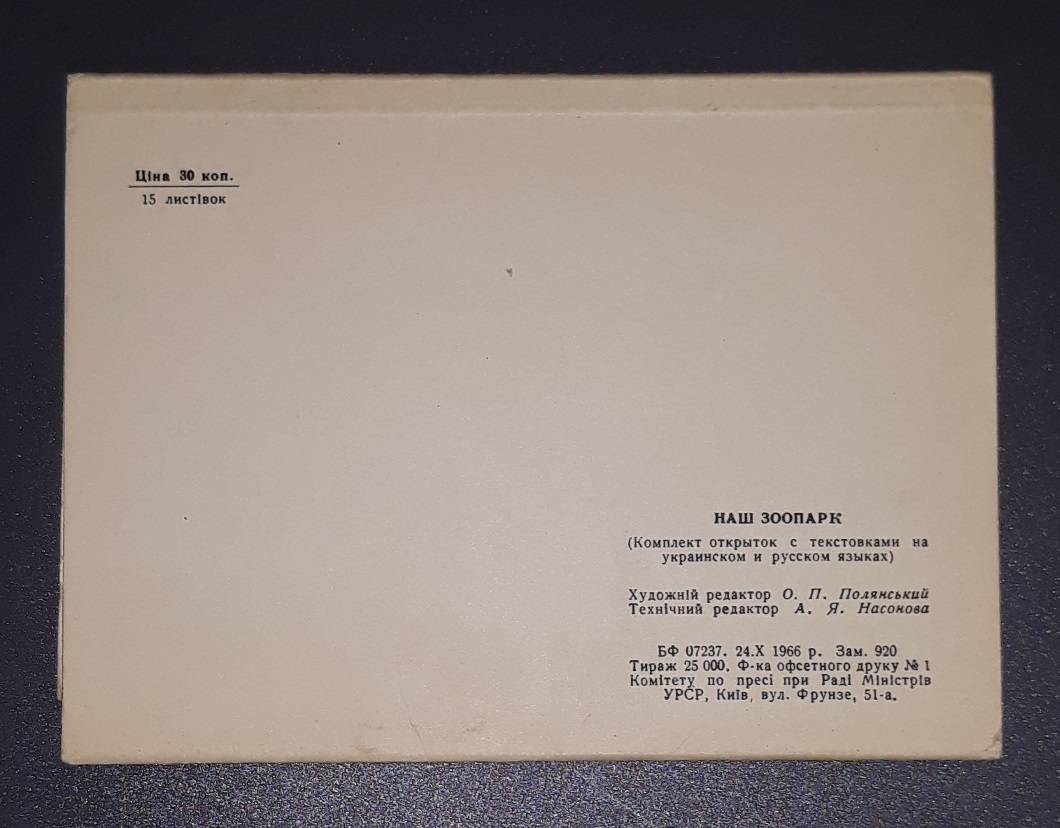 Ціна 30 коп.
15 листівок
НАШ ЗООПАРК
(Комплект открыток с текстовками на
украинском и русском языках)
Художній редактор О. П. Полянський
Технічний редактор А. Я. Насонова
БФ 07237. 24.X 1966 р. Зам. 920
Тираж 25 000. Ф-ка офсетного друку № 1
Комітету по пресі при Раді Міністрів
УРСР, Київ, вул. Фрунзе, 51-а.